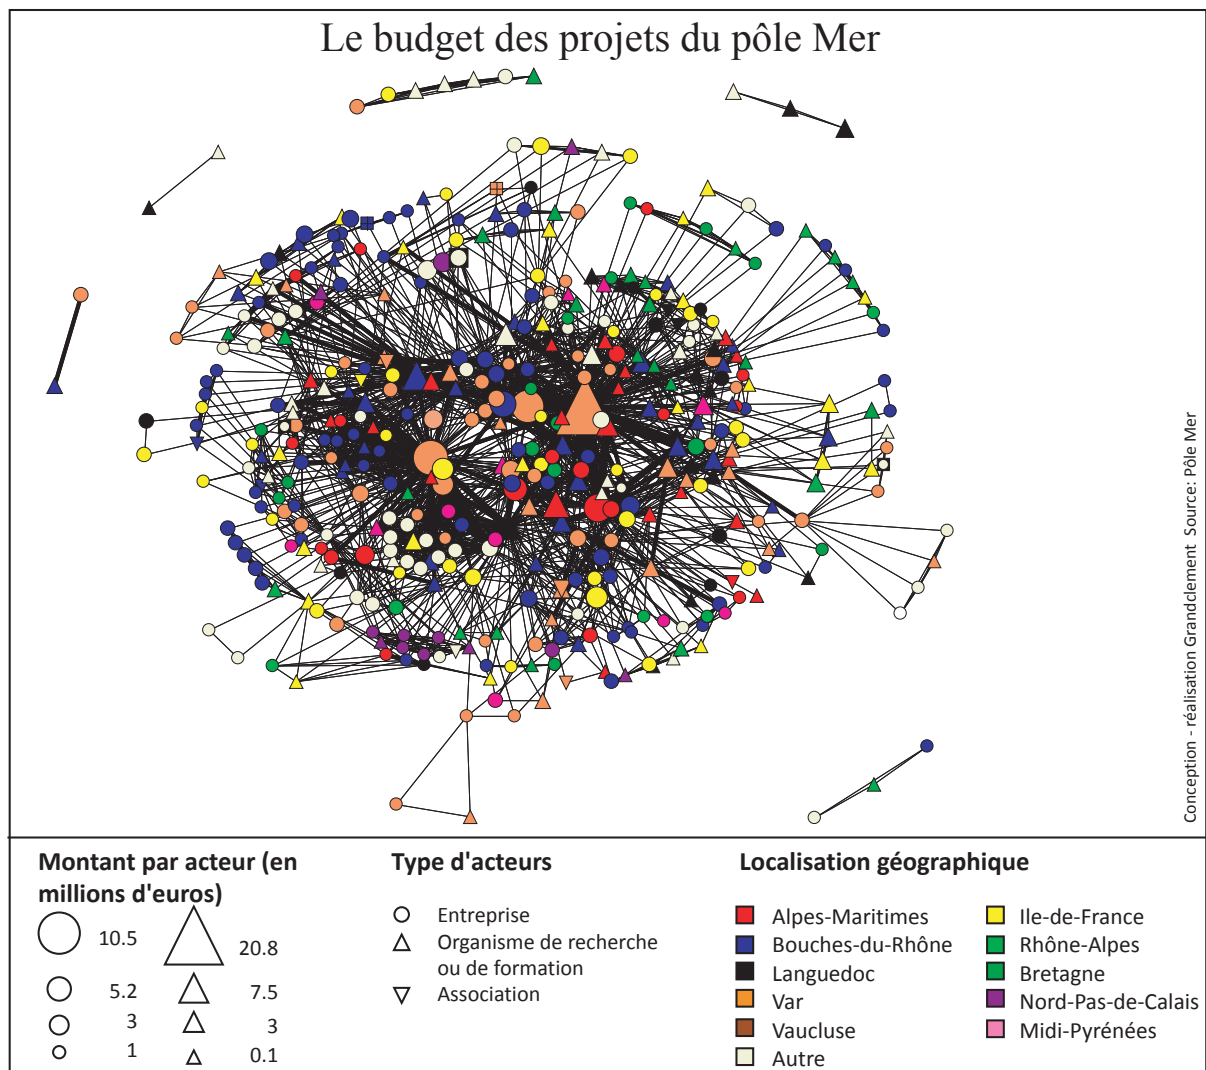 Le budget des projets du pôle Mer
Conception - réalisation Grandclement Source: Pôle Mer
Montant par acteur (en
millions d'euros)
10.5
20.8
5.2
7.5
3
3
1
0.1
Type d'acteurs
Entreprise
Organisme de recherche
ou de formation
Association
Localisation géographique
Alpes-Maritimes
Bouches-du-Rhône
Languedoc
Var
Vaucluse
Autre
Ile-de-France
Rhône-Alpes
Bretagne
Nord-Pas-de-Calais
Midi-Pyrénées